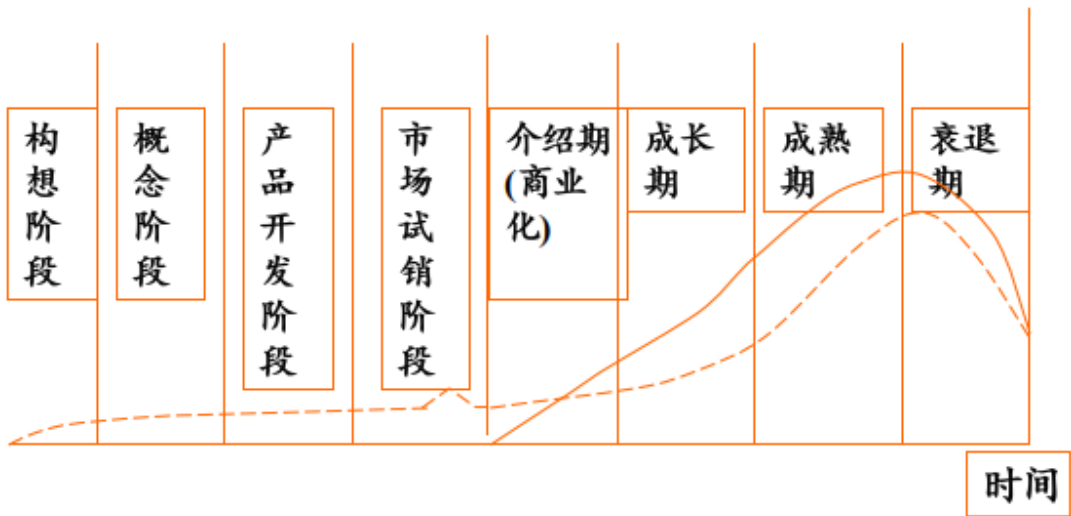 构
想
阶
段
概
念
阶
段
产
品
开
发
阶
段
市
场
试
销
阶
段
介绍期
(商业
化)
成长
期
成熟
期
衰退
期
时间